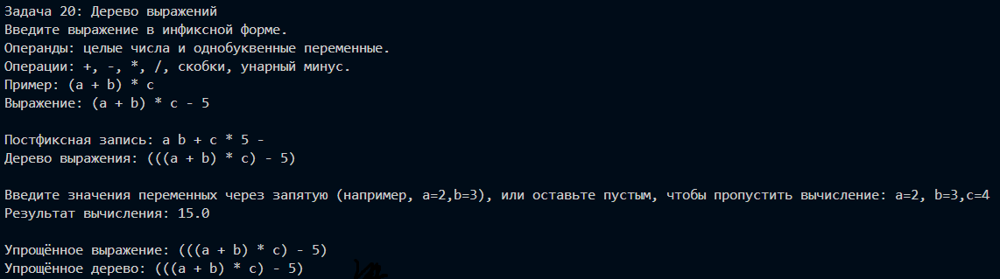 Задача 20: Дерево выражений
Введите выражение в инфиксной форме.
Операнды: целые числа и однобуквенные переменные.
Операции: +, -, *, /, скобки, унарный минус.
Пример: (a + b) * c
Выражение: (a + b) * c - 5
Постфиксная запись: a b + c * 5 -
Дерево выражения: (((a + b) * c) - 5)
Введите значения переменных через запятую (например, a=2,b=3), или оставьте пустым, чтобы пропустить вычисление: a=2, b=3,c=4
Результат вычисления: 15.0
Упрощённое выражение: (((a + b) * c) - 5)
Упрощённое дерево: (((a + b) * c) - 5)